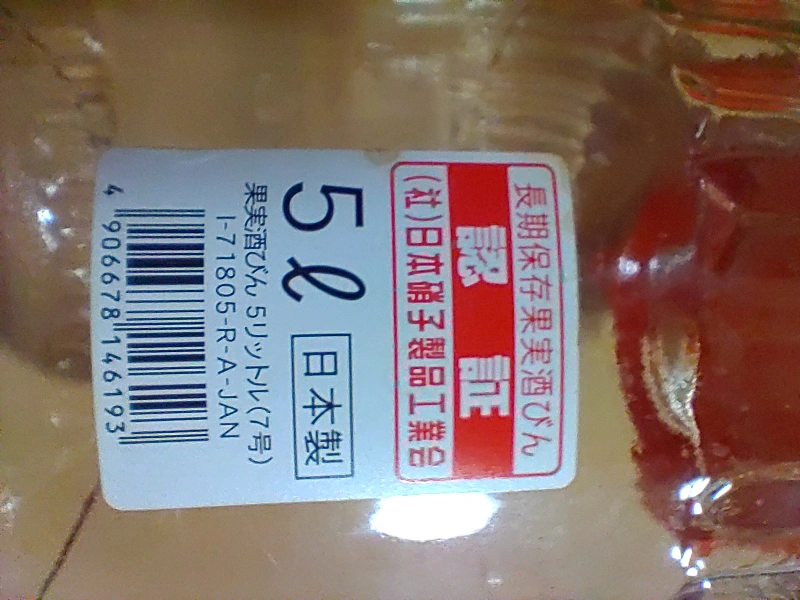 長期保存果実酒びん
認証
(社)日本硝子製品工業会
5ℓ 日本製
果実酒びん 5リットル(7号)
I-71805-R-A-JAN
4 906678 146193